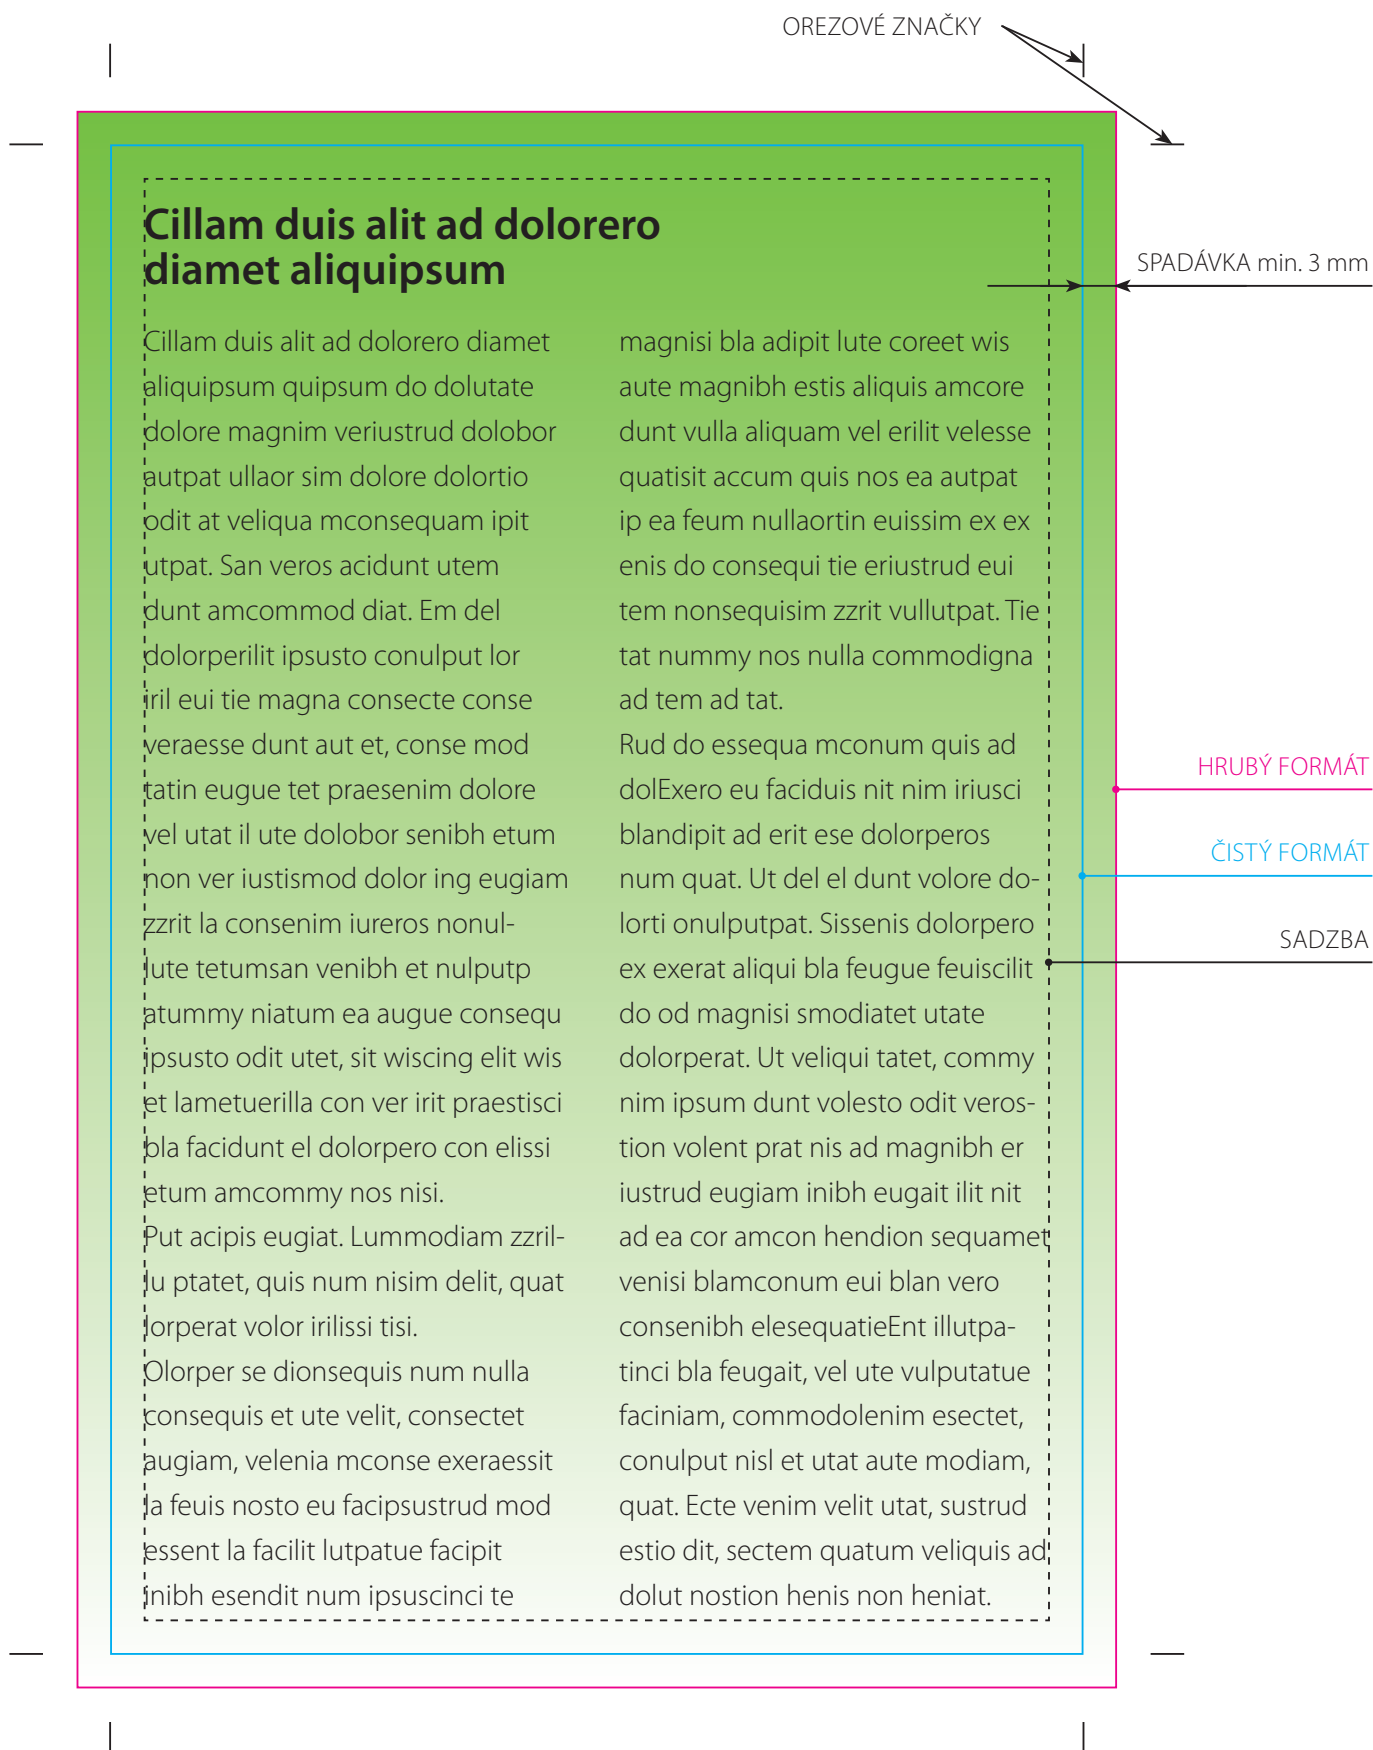 OREZOVÉ ZNAČKY
Cillam duis alit ad dolorero
diamet aliquipsum
SPADÁVKA min. 3 mm
Cillam duis alit ad dolorero diamet
aliquipsum quipsum do dolutate
dolore magnim veriustrud dolobor
autpat ullaor sim dolore dolortio
odit at veliqua mconsequam ipit
utpat. San veros acidunt utem
dunt amcommod diat. Em del
dolorperilit ipsusto conulput lor
iril eui tie magna consecte conse
veraesse dunt aut et, conse mod
tatin eugue tet praesenim dolore
vel utat il ute dolobor senibh etum
non ver iustismod dolor ing eugiam
zzrit la consenim iureros nonul-
lute tetumsan venibh et nulputp
atummy niatum ea augue consequ
ipsusto odit utet, sit wiscing elit wis
et lametuerilla con ver irit praestisci
bla facidunt el dolorpero con elissi
etum amcommy nos nisi.
Put acipis eugiat. Lummodiam zzril-
lu ptatet, quis num nisim delit, quat
lorperat volor irilissi tisi.
Olorper se dionsequis num nulla
consequis et ute velit, consectet
augiam, velenia mconse exeraessit
la feuis nosto eu facipsustrud mod
essent la facilit lutpatue facipit
inibh esendit num ipsuscinci te
magnisi bla adipit lute coreet wis
aute magnibh estis aliquis amcore
dunt vulla aliquam vel erilit velesse
quatisit accum quis nos ea autpat
ip ea feum nullaortin euissim ex ex
enis do consequi tie eriustrud eui
tem nonsequisim zzrit vullutpat. Tie
tat nummy nos nulla commodigna
ad tem ad tat.
Rud do essequa mconum quis ad
dolExero eu faciduis nit nim iriusci
blandipit ad erit ese dolorperos
num quat. Ut del el dunt volore do-
lorti onulputpat. Sissenis dolorpero
ex exerat aliqui bla feugue feuiscilit
do od magnisi smodiatet utate
dolorperat. Ut veliqui tatet, commy
nim ipsum dunt volesto odit veros-
tion volent prat nis ad magnibh er
iustrud eugiam inibh eugait ilit nit
ad ea cor amcon hendion sequamet
venisi blamconum eui blan vero
consenibh elesequatieEnt illutpa-
tinci bla feugait, vel ute vulputatue
faciniam, commodolenim esectet,
conulput nisl et utat aute modiam,
quat. Ecte venim velit utat, sustrud
estio dit, sectem quatum veliquis ad
dolut nostion henis non heniat.
HRUBÝ FORMÁT
ČISTÝ FORMÁT
SADZBA